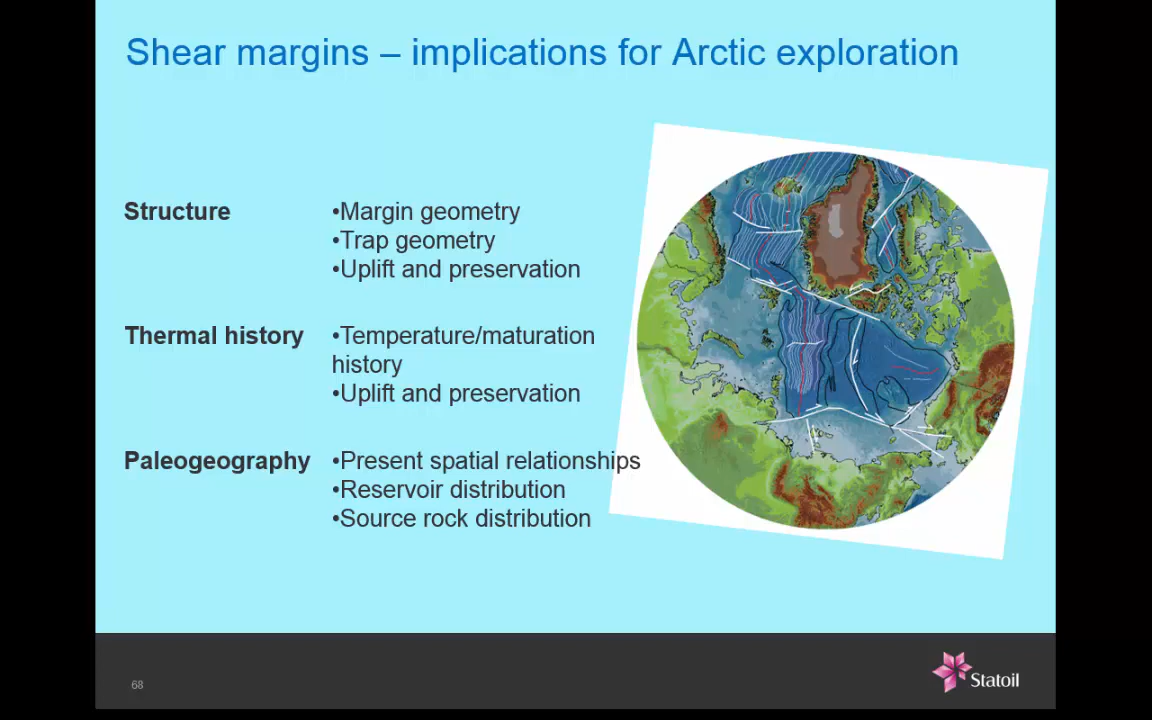 Shear margins – implications for Arctic exploration
Structure
•Margin geometry
•Trap geometry
•Uplift and preservation
Thermal history
•Temperature/maturation
history
•Uplift and preservation
Paleogeography
•Present spatial relationships
•Reservoir distribution
•Source rock distribution
68
Statoil